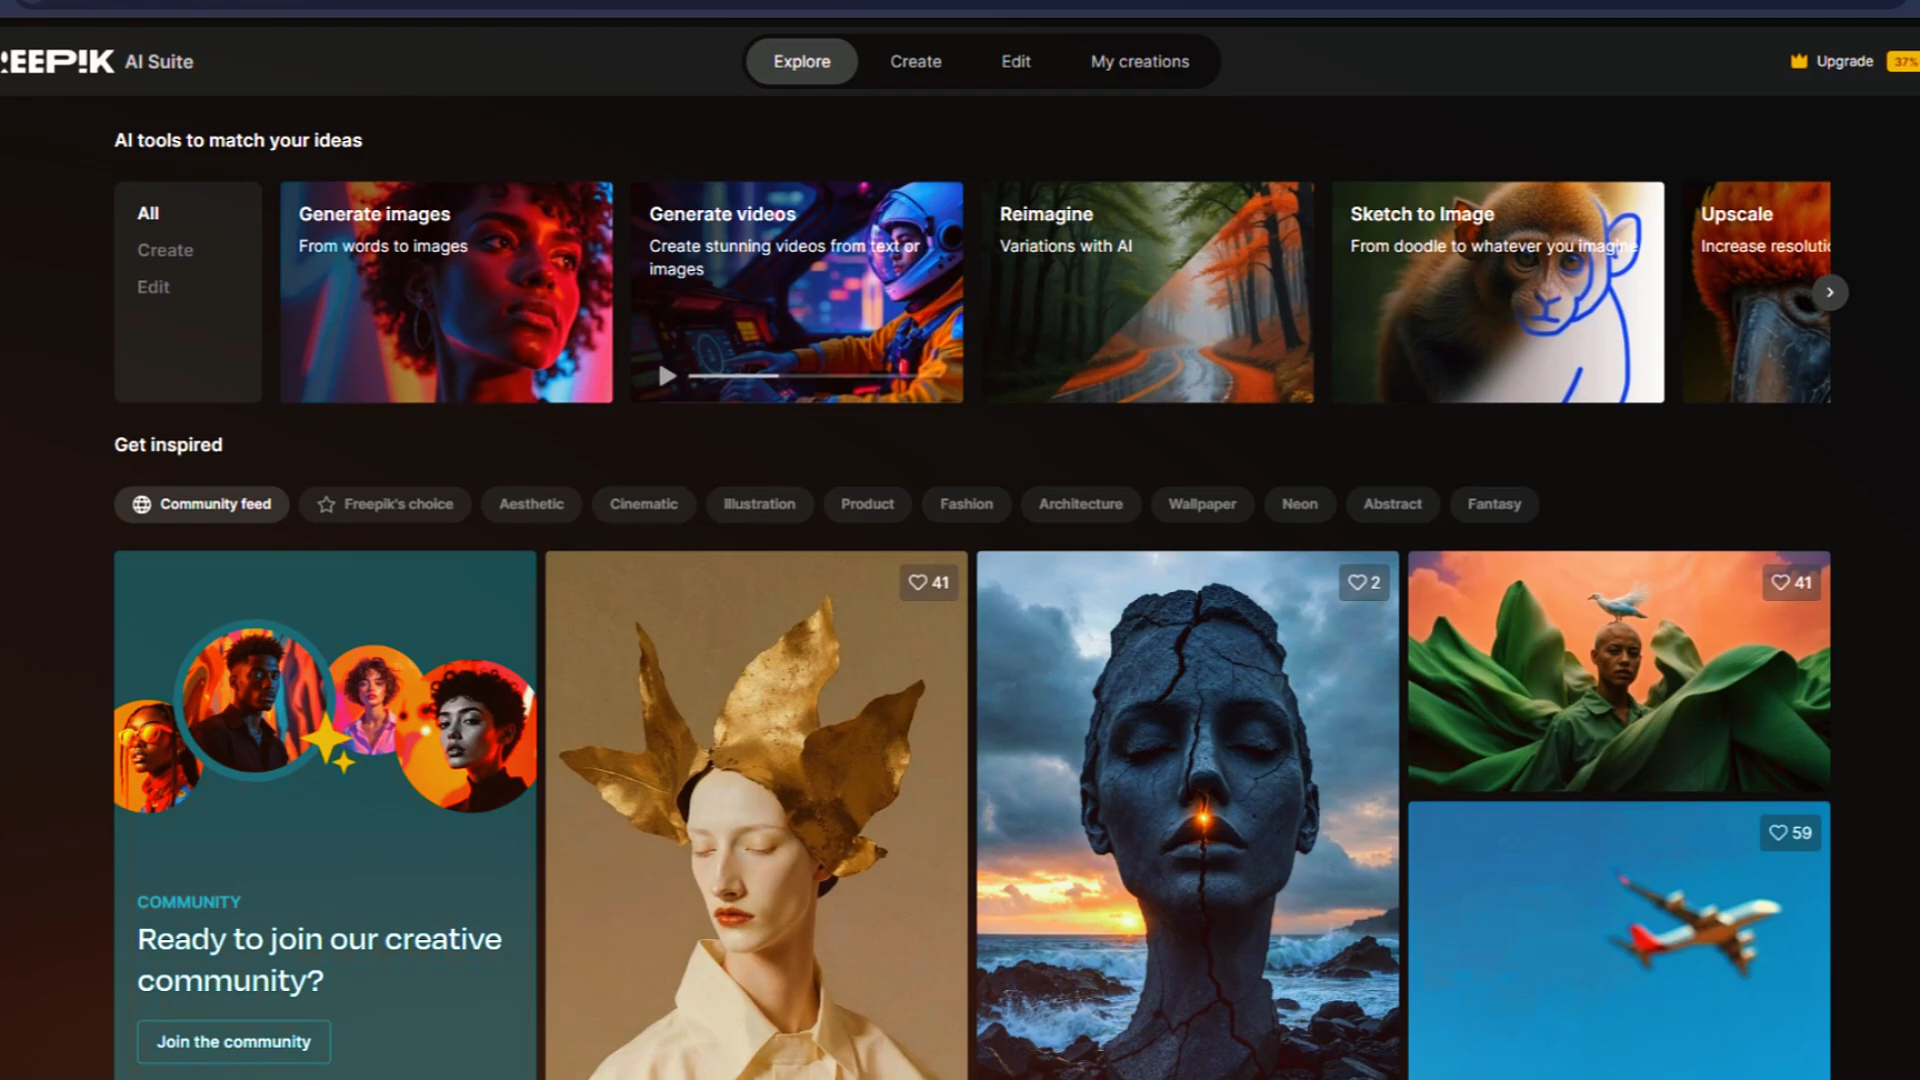 REEPIK AI Suite
Explore
Create
Edit
My creations
Upgrade
37%
AI tools to match your ideas
All
Create
Edit
Generate images
From words to images
Generate videos
Create stunning videos from text or
images
Reimagine
Variations with AI
Sketch to Image
From doodle to whatever you imagine
Upscale
Increase
Get inspired
Community feed
Freepik's choice
Aesthetic
Cinematic
Illustration
Product
Fashion
Architecture
Wallpaper
Neon
Abstract
Fantasy
41
2
41
59
COMMUNITY
Ready to join our creative
community?
Join the community